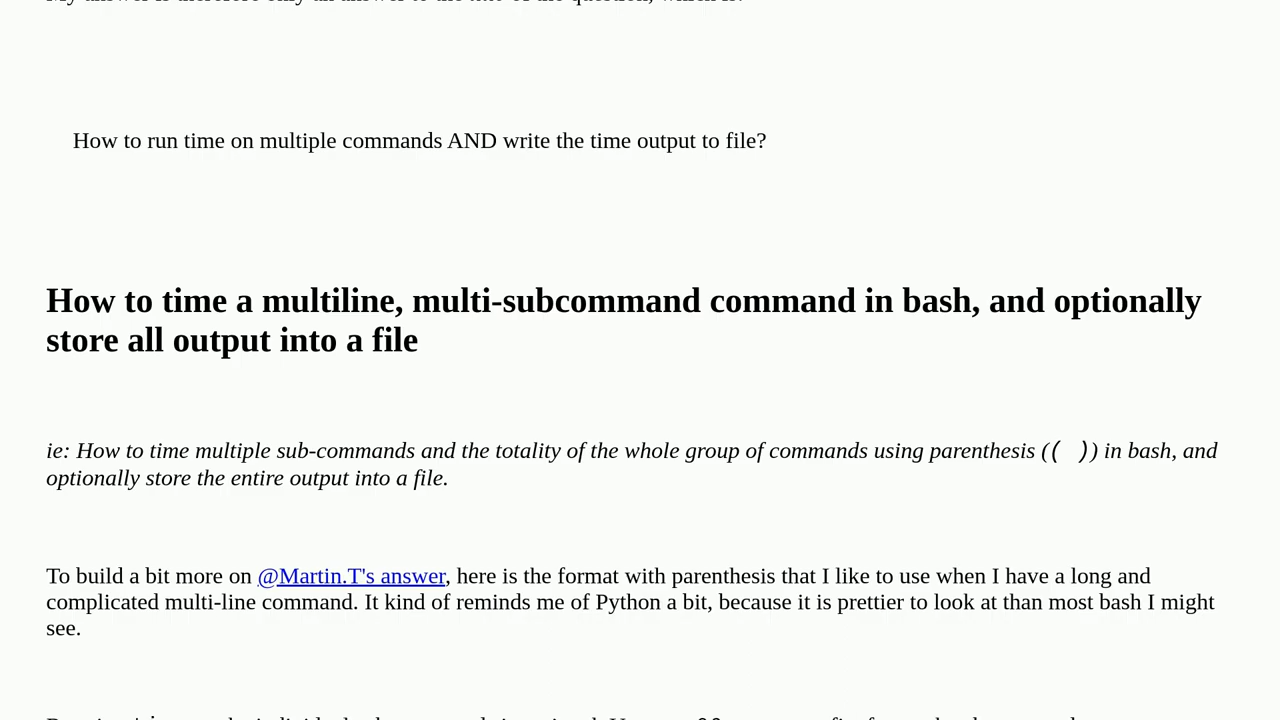 How to run time on multiple commands AND write the time output to file?
How to time a multiline, multi-subcommand command in bash, and optionally
store all output into a file
ie: How to time multiple sub-commands and the totality of the whole group of commands using parenthesis (( )) in bash, and
optionally store the entire output into a file.
To build a bit more on @Martin.T's answer, here is the format with parenthesis that I like to use when I have a long and
complicated multi-line command. It kind of reminds me of Python a bit, because it is prettier to look at than most bash I might
see.